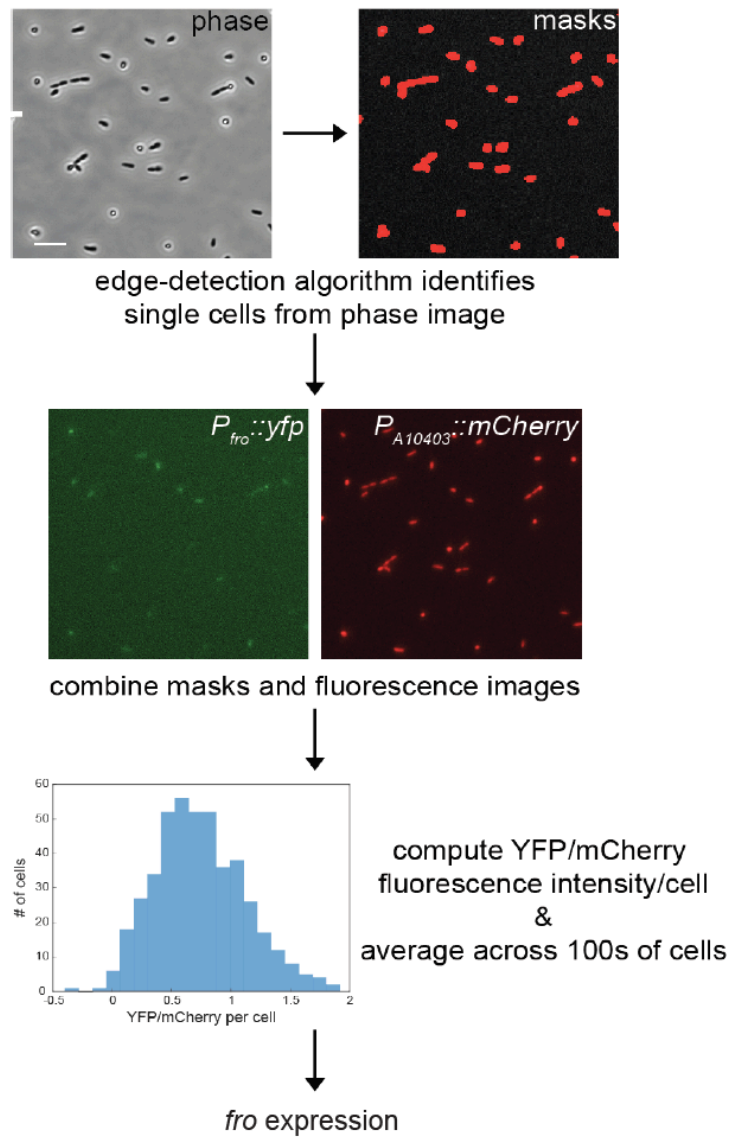 phase
masks
edge-detection algorithm identifies
single cells from phase image
P_fro::yfp
P_A10403::mCherry
combine masks and fluorescence images
60
50
40
30
20
10
0
# of cells
-0.5
0
0.5
1
1.5
2
YFP/mCherry per cell
compute YFP/mCherry
fluorescence intensity/cell
&
average across 100s of cells
fro expression